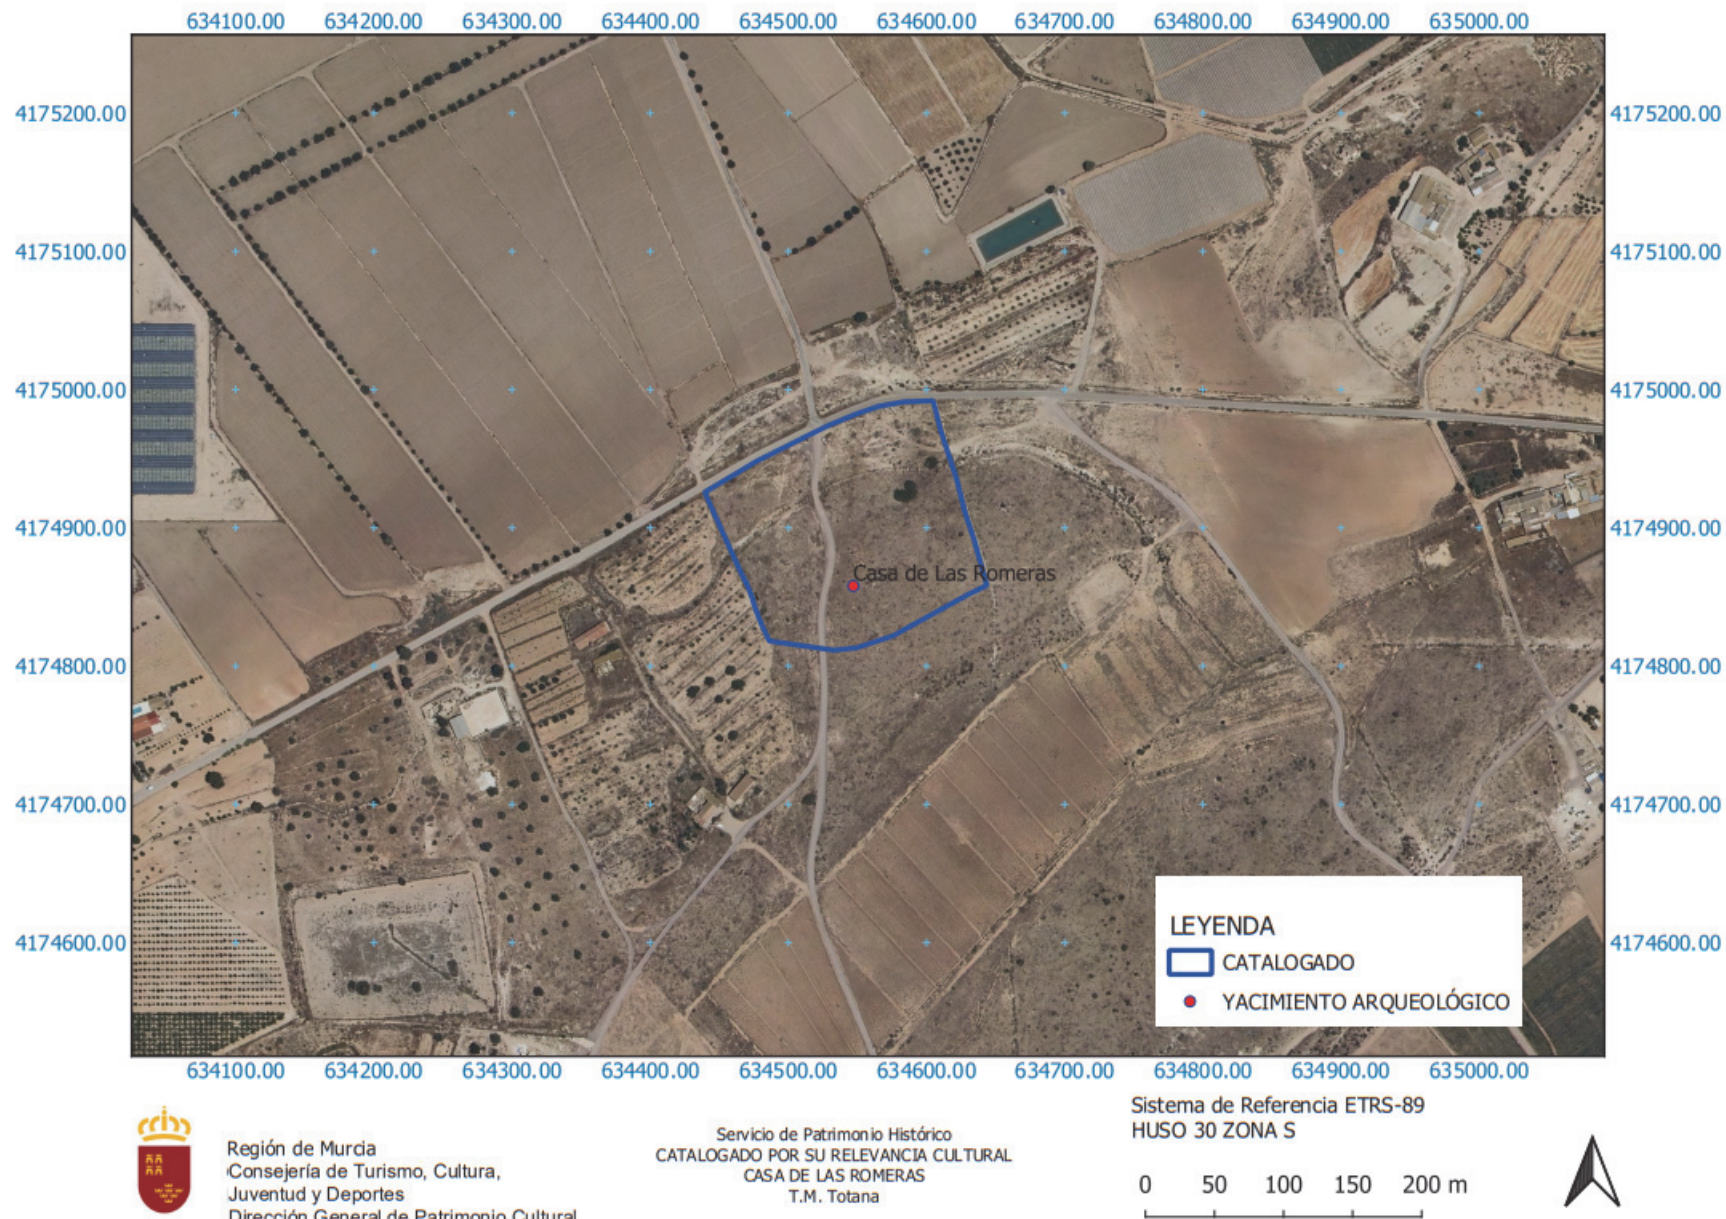 634100.00 634200.00 634300.00 634400.00 634500.00 634600.00 634700.00 634800.00 634900.00 635000.00
4175200.00 4175200.00
4175100.00 4175100.00
4175000.00 4175000.00
4174900.00 4174900.00
Casa de Las Romeras
4174800.00 4174800.00
4174700.00 4174700.00
LEYENDA
4174600.00 4174600.00
CATALOGADO
YACIMIENTO ARQUEOLÓGICO
634100.00 634200.00 634300.00 634400.00 634500.00 634600.00 634700.00 634800.00 634900.00 635000.00
Región de Murcia
Consejería de Turismo, Cultura,
Juventud y Deportes
Dirección General de Patrimonio Cultural
Servicio de Patrimonio Histórico
CATALOGADO POR SU RELEVANCIA CULTURAL
CASA DE LAS ROMERAS
T.M. Totana
Sistema de Referencia ETRS-89
HUSO 30 ZONA S
0 50 100 150 200 m